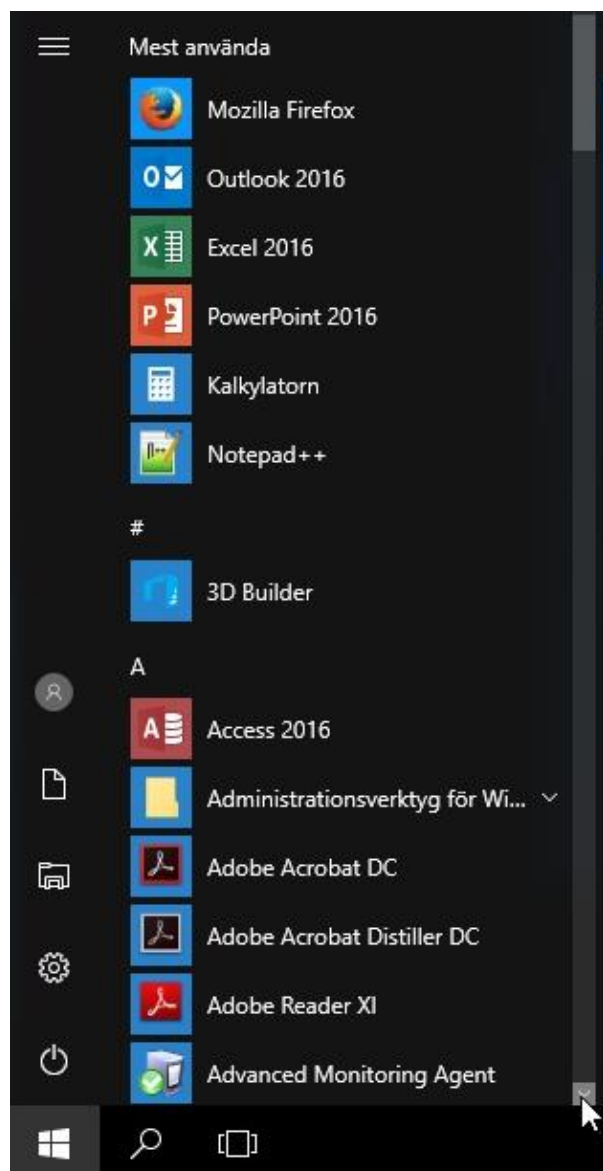 Mest använda
Mozilla Firefox
Outlook 2016
Excel 2016
PowerPoint 2016
Kalkylatorn
Notepad++
#
3D Builder
A
Access 2016
Administrationsverktyg för Wi...
Adobe Acrobat DC
Adobe Acrobat Distiller DC
Adobe Reader XI
Advanced Monitoring Agent